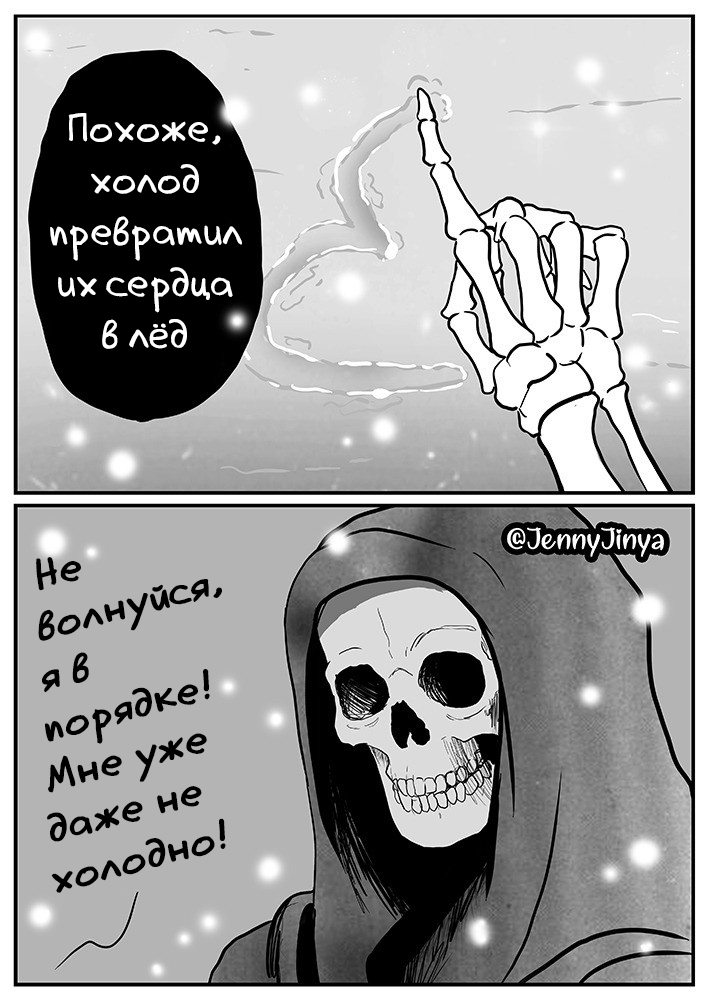 Похоже,
холод
превратил
их сердца
в лёд
@JennyJinya
Не
волнуйся,
я в
порядке!
Мне уже
даже не
холодно!